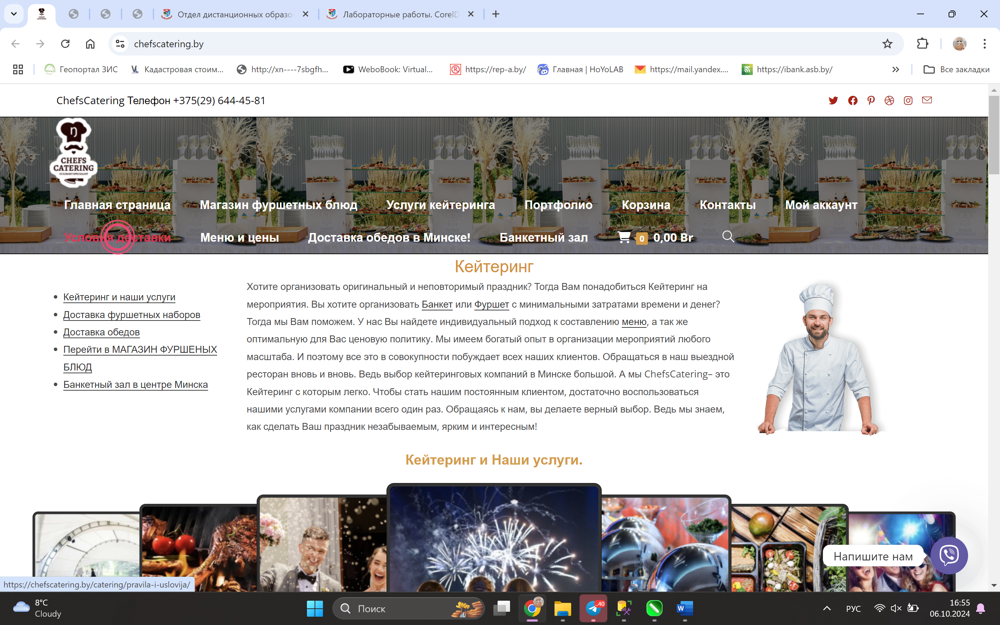 Отдел дистанционных образо
Лабораторные работы. CorelD
chefscatering.by
Геопортал ЗИС
Кадастровая стоим...
http://xn----7sbgfh...
WeboBook: Virtual...
https://rep-a.by/
Главная | HoYoLAB
https://mail.yandex....
https://ibank.asb.by/
Все закладки
ChefsCatering Телефон +375(29) 644-45-81
CHEFS
CATERING
CULINARY SPECIALIST
Главная страница
Магазин фуршетных блюд
Услуги кейтеринга
Портфолио
Корзина
Контакты
Мой аккаунт
Условия доставки
Меню и цены
Доставка обедов в Минске!
Банкетный зал
0
0,00 Br
Кейтеринг
Кейтеринг и наши услуги
Доставка фуршетных наборов
Доставка обедов
Перейти в МАГАЗИН ФУРШЕНЫХ
БЛЮД
Банкетный зал в центре Минска
Хотите организовать оригинальный и неповторимый праздник? Тогда Вам понадобиться Кейтеринг на
мероприятия. Вы хотите организовать Банкет или Фуршет с минимальными затратами времени и денег?
Тогда мы Вам поможем. У нас Вы найдете индивидуальный подход к составлению меню, а так же
оптимальную для Вас ценовую политику. Мы имеем богатый опыт в организации мероприятий любого
масштаба. И поэтому все это в совокупности побуждает всех наших клиентов. Обращаться в наш выездной
ресторан вновь и вновь. Ведь выбор кейтеринговых компаний в Минске большой. А мы ChefsCatering– это
Кейтеринг с которым легко. Чтобы стать нашим постоянным клиентом, достаточно воспользоваться
нашими услугами компании всего один раз. Обращаясь к нам, вы делаете верный выбор. Ведь мы знаем,
как сделать Ваш праздник незабываемым, ярким и интересным!
Кейтеринг и Наши услуги.
Напишите нам
https://chefscatering.by/catering/pravila-i-uslovija/
8°C
Cloudy
Поиск
..40
РУС
16:55
06.10.2024